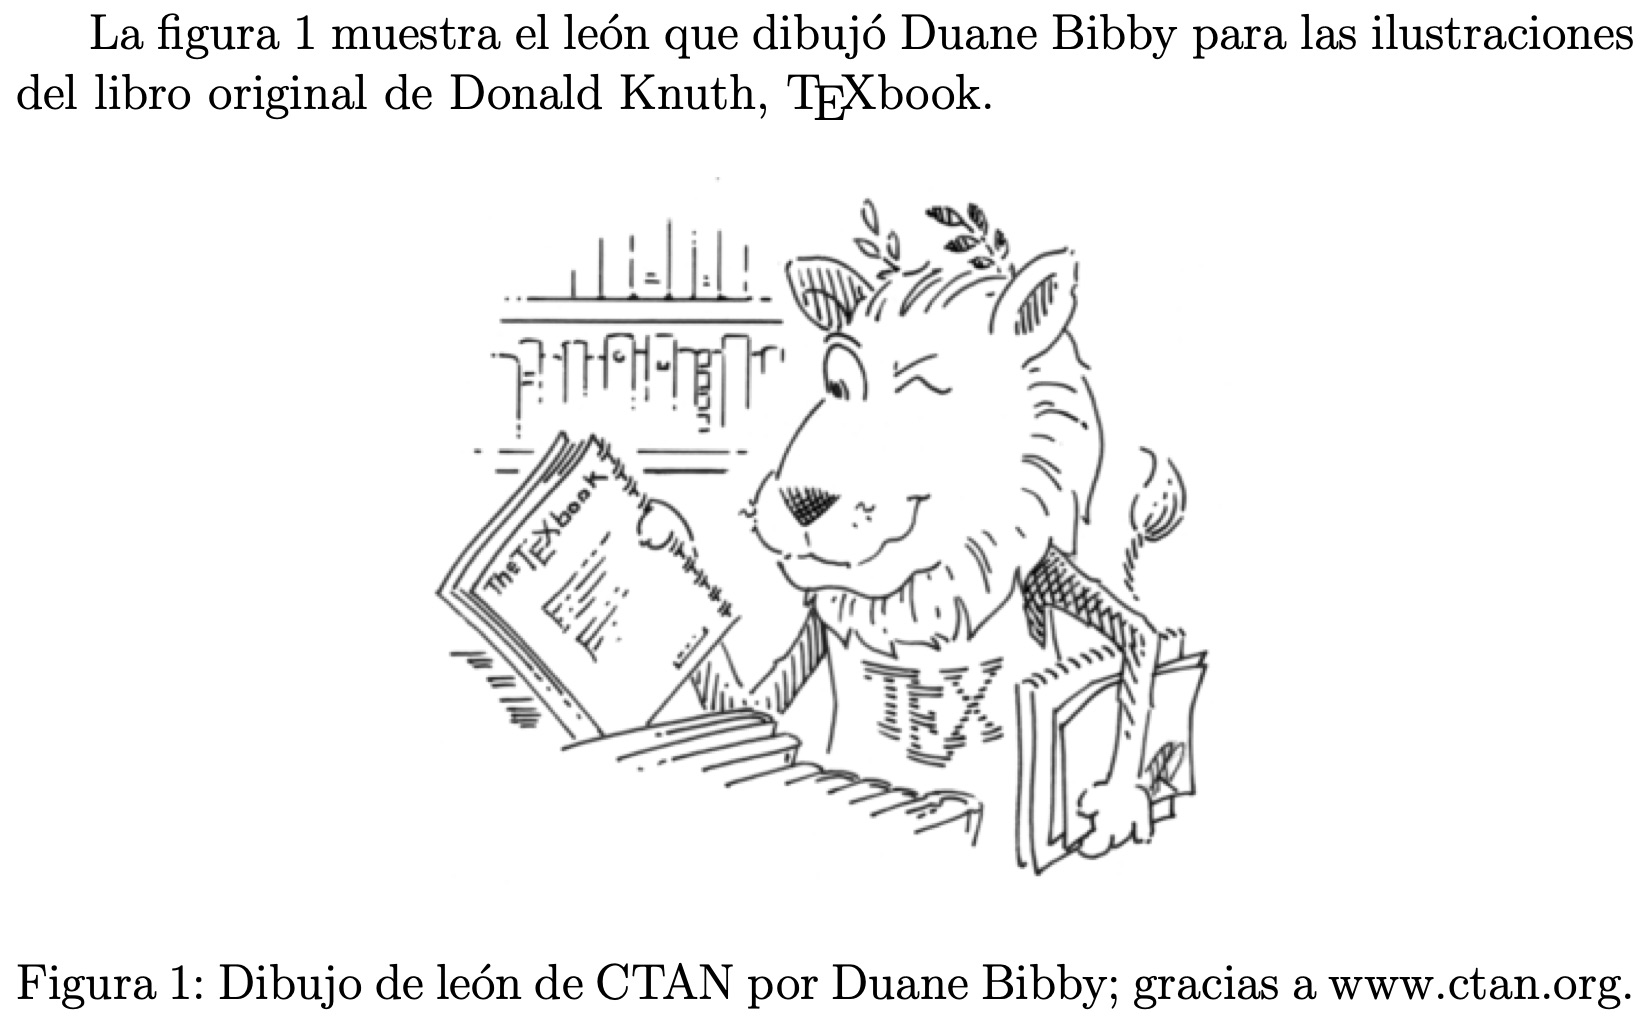 La figura 1 muestra el león que dibujó Duane Bibby para las ilustraciones
del libro original de Donald Knuth, TEXbook.
The TEXbook
TEX
Figura 1: Dibujo de león de CTAN por Duane Bibby; gracias a www.ctan.org.